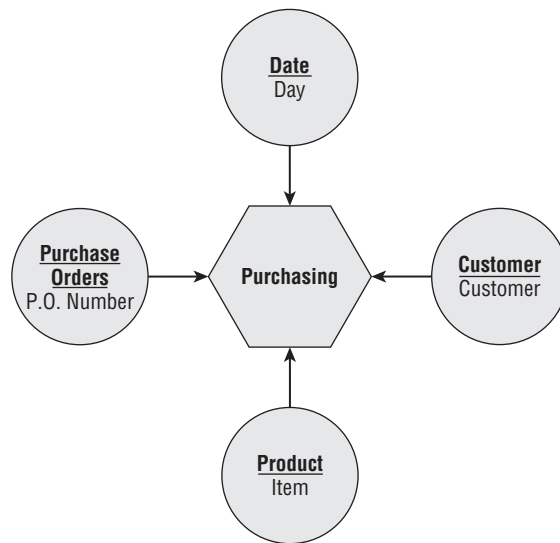 Date
Day
Purchase
Orders
P.O. Number
Purchasing
Customer
Customer
Product
Item